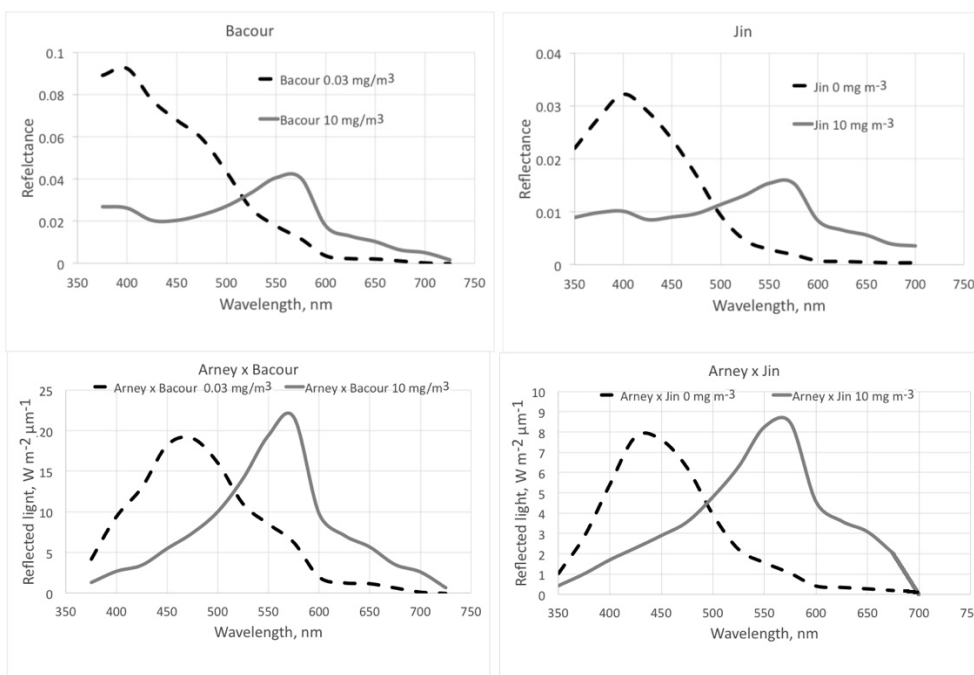 Bacour
Refelctance
0.1
0.08
0.06
0.04
0.02
0
Bacour 0.03 mg/m3
Bacour 10 mg/m3
350 400 450 500 550 600 650 700 750
Wavelength, nm
Jin
Reflectance
0.04
0.03
0.02
0.01
0
Jin 0 mg m-3
Jin 10 mg m-3
350 400 450 500 550 600 650 700 750
Wavelength, nm
Arney x Bacour
Arney x Bacour 0.03 mg/m3 Arney x Bacour 10 mg/m3
Reflected lignt, W m-2 µm-1
25
20
15
10
5
0
350 400 450 500 550 600 650 700 750
Wavelength, nm
Arney x Jin
Arney x Jin 0 mg m-3 Arney x Jin 10 mg m-3
Reflected light, W m-2 µm-1
10
9
8
7
6
5
4
3
2
1
0
350 400 450 500 550 600 650 700 750
Wavelength, nm